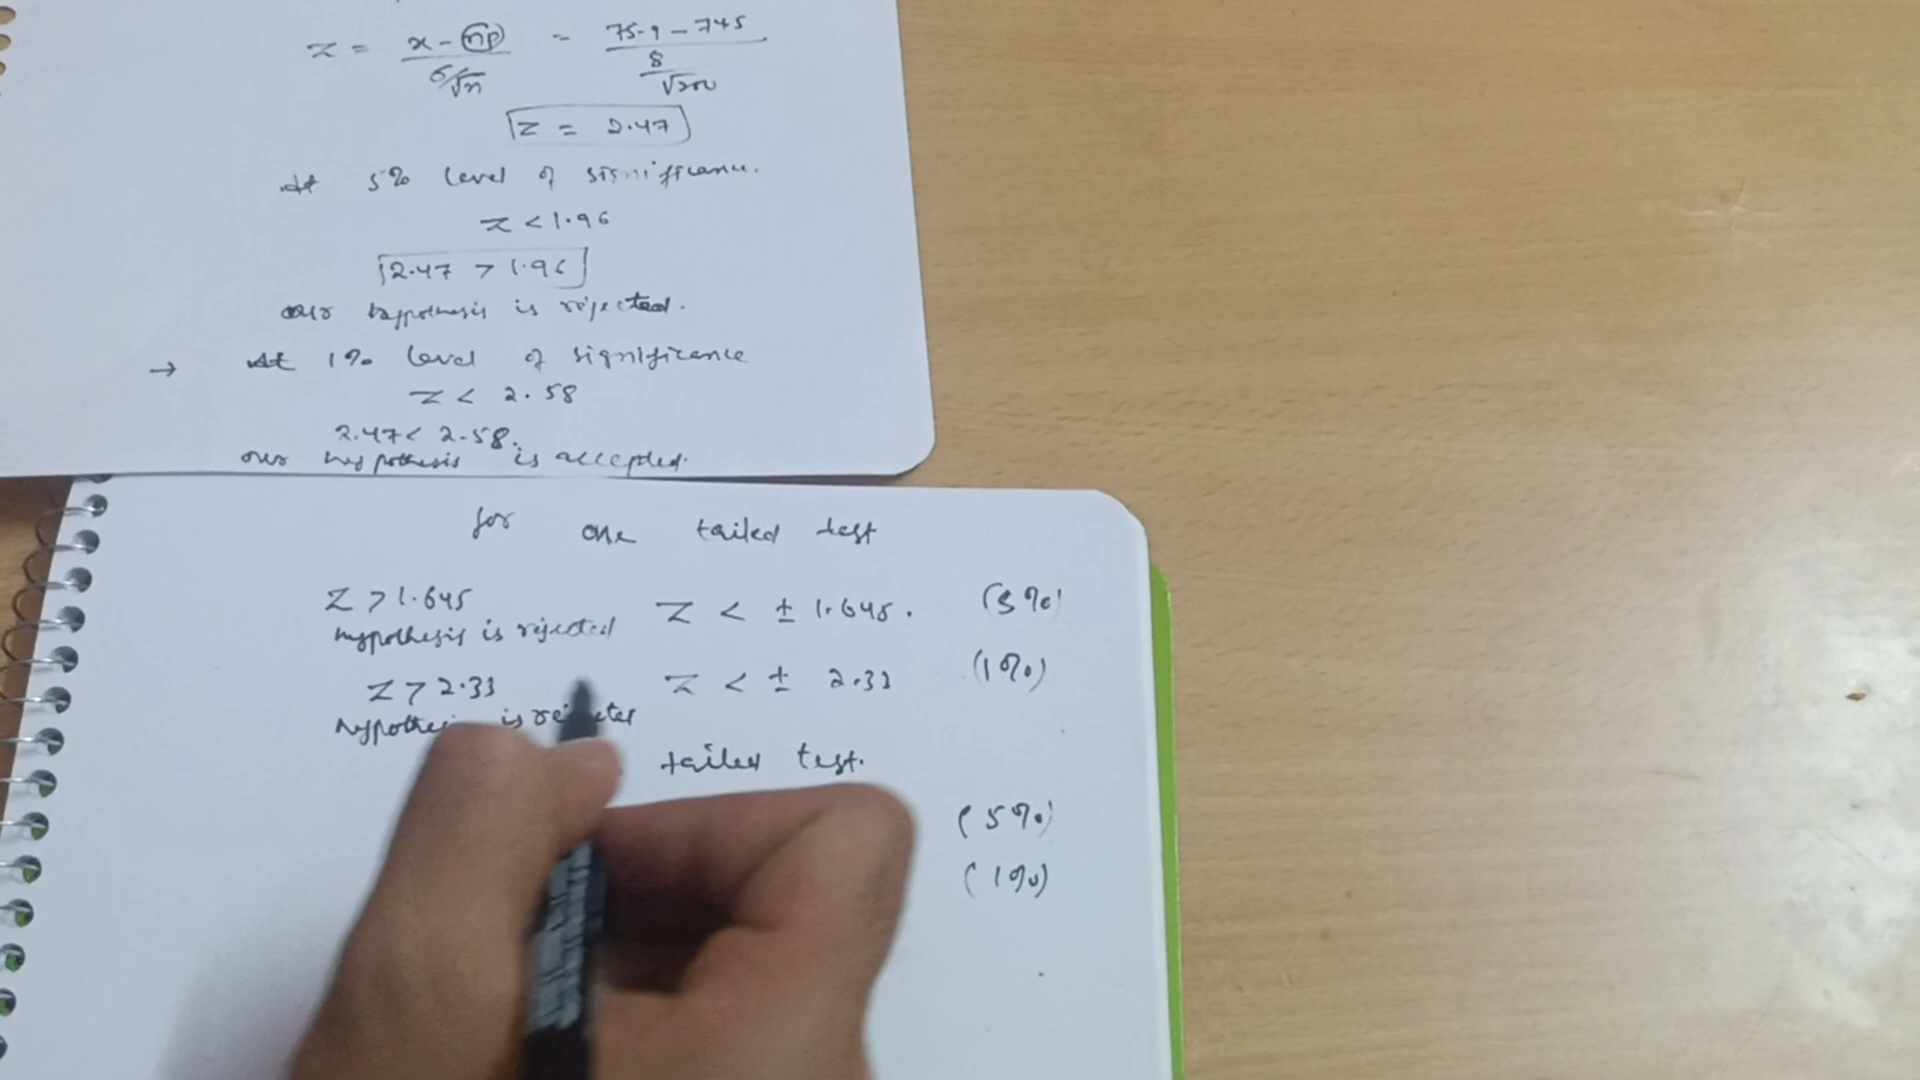 z = x - np / σ/√n = 75.9 - 745 / 8/√200
z = 2.47
At 5% level of significance.
z < 1.96
2.47 > 1.96
our hypothesis is rejected.
→ At 1% level of significance
z < 2.58
2.47 < 2.58.
our hypothesis is accepted.
for one tailed test
z > 1.645 z < ± 1.645. (5%)
hypothesis is rejected
z > 2.33 z < ± 2.33 (1%)
is
tailed test.
(5%)
(1%)